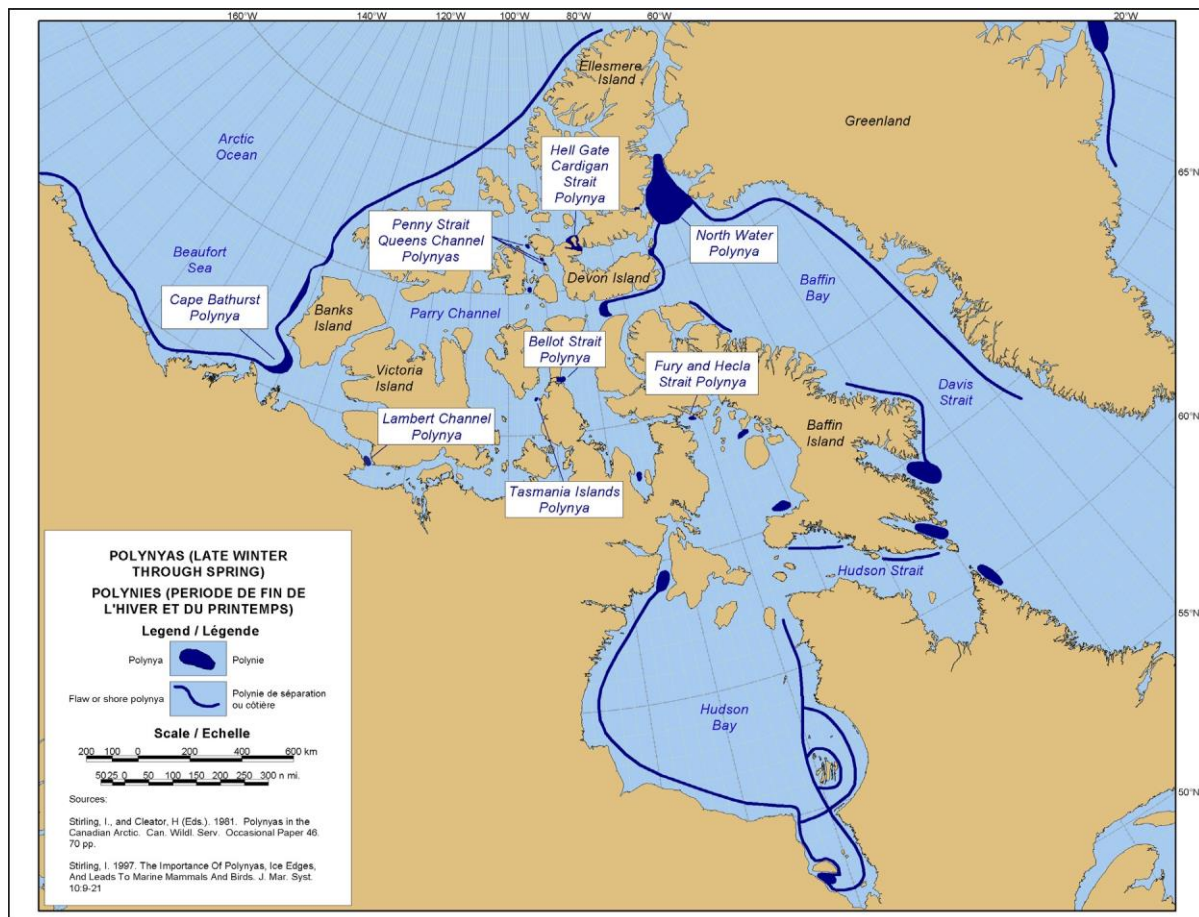 160°W
140°W
120°W
100°W
80°W
60°W
20°W
Ellesmere
Island
Greenland
Arctic
Ocean
65°N
Hell Gate
Cardigan
Strait
Polynya
Penny Strait
Queens Channel
Polynyas
North Water
Polynya
Beaufort
Sea
Devon Island
Baffin
Bay
Cape Bathurst
Polynya
Banks
Island
Parry Channel
Bellot Strait
Polynya
Victoria
Island
Fury and Hecla
Strait Polynya
Davis
Strait
60°N
Lambert Channel
Polynya
Baffin
Island
Tasmania Islands
Polynya
Hudson Strait
55°N
Hudson
Bay
50°N
POLYNYAS (LATE WINTER
THROUGH SPRING)
POLYNIES (PERIODE DE FIN DE
L'HIVER ET DU PRINTEMPS)
Legend / Légende
Polynya Polynie
Flaw or shore polynya Polynie de séparation
ou côtière
Scale / Echelle
200 100 0 200 400 600 km
5025 0 50 100 150 200 250 300 n mi.
Sources:
Stirling, I., and Cleator, H (Eds.). 1981. Polynyas in the
Canadian Arctic. Can. Wildl. Serv. Occasional Paper 46.
70 pp.
Stirling, I. 1997. The Importance Of Polynyas, Ice Edges,
And Leads To Marine Mammals And Birds. J. Mar. Syst.
10:9-21